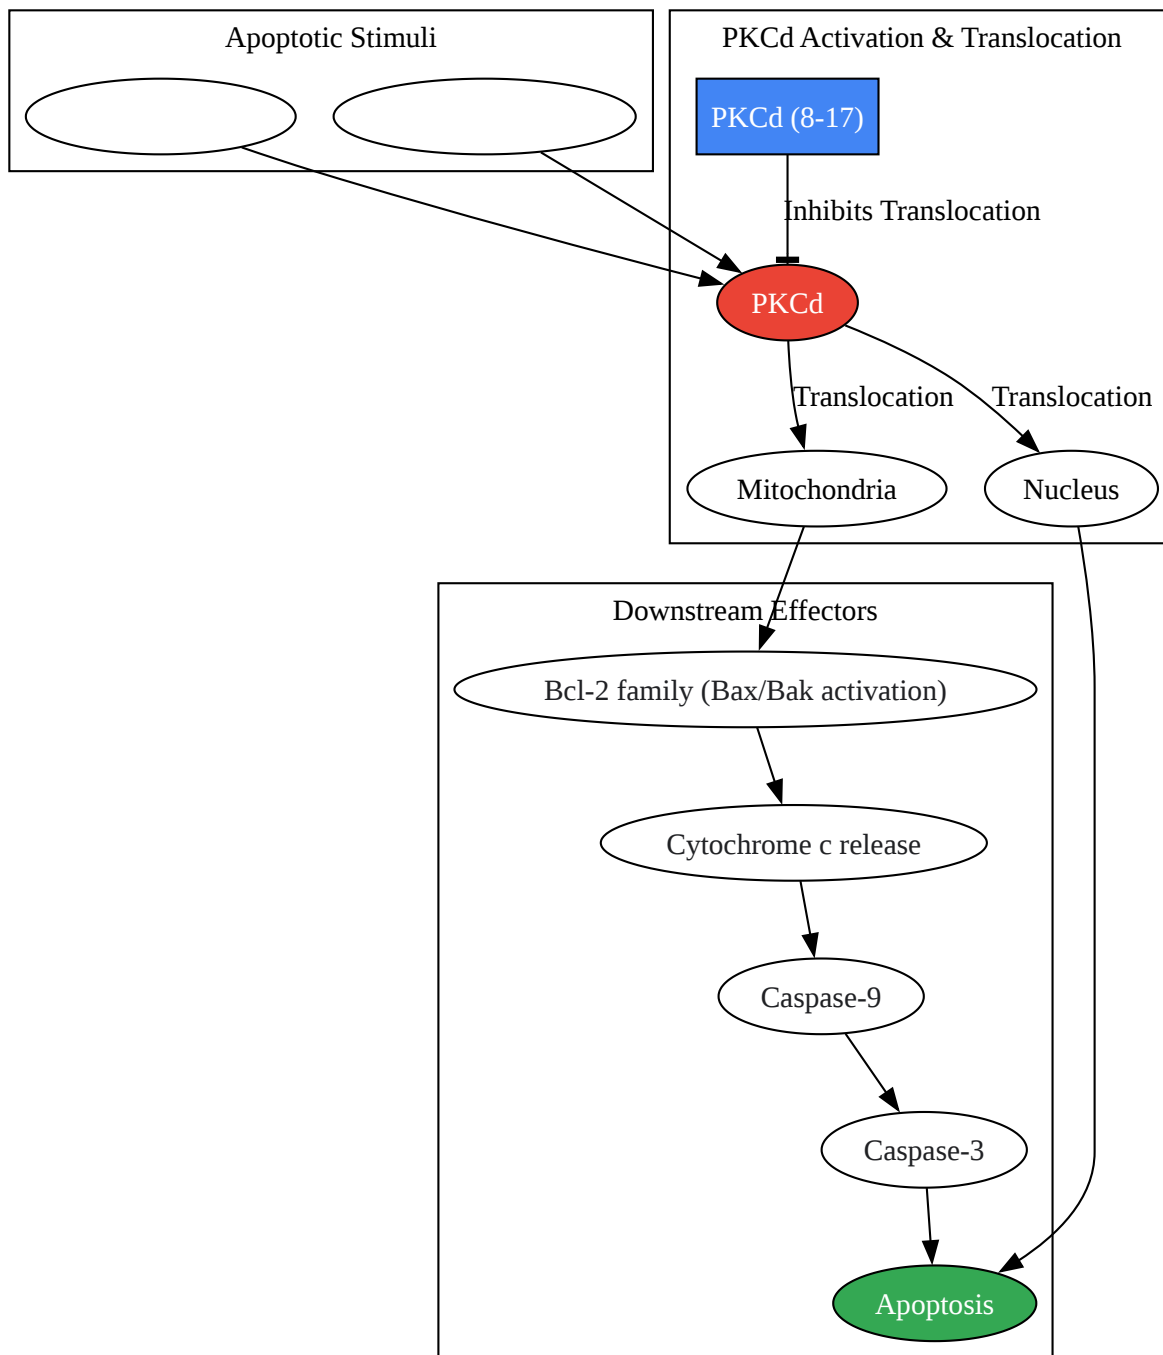 Apoptotic Stimuli
PKCd Activation & Translocation
PKCd (8-17)
Inhibits Translocation
PKCd
Translocation
Translocation
Mitochondria
Nucleus
Downstream Effectors
Bcl-2 family (Bax/Bak activation)
Cytochrome c release
Caspase-9
Caspase-3
Apoptosis